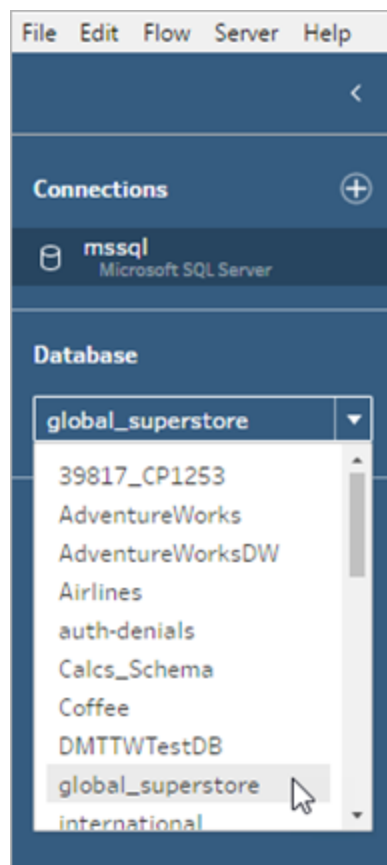 File Edit Flow Server Help
Connections
mssql
Microsoft SQL Server
Database
global_superstore
39817_CP1253
AdventureWorks
AdventureWorksDW
Airlines
auth-denials
Calcs_Schema
Coffee
DMTTWTestDB
global_superstore
international